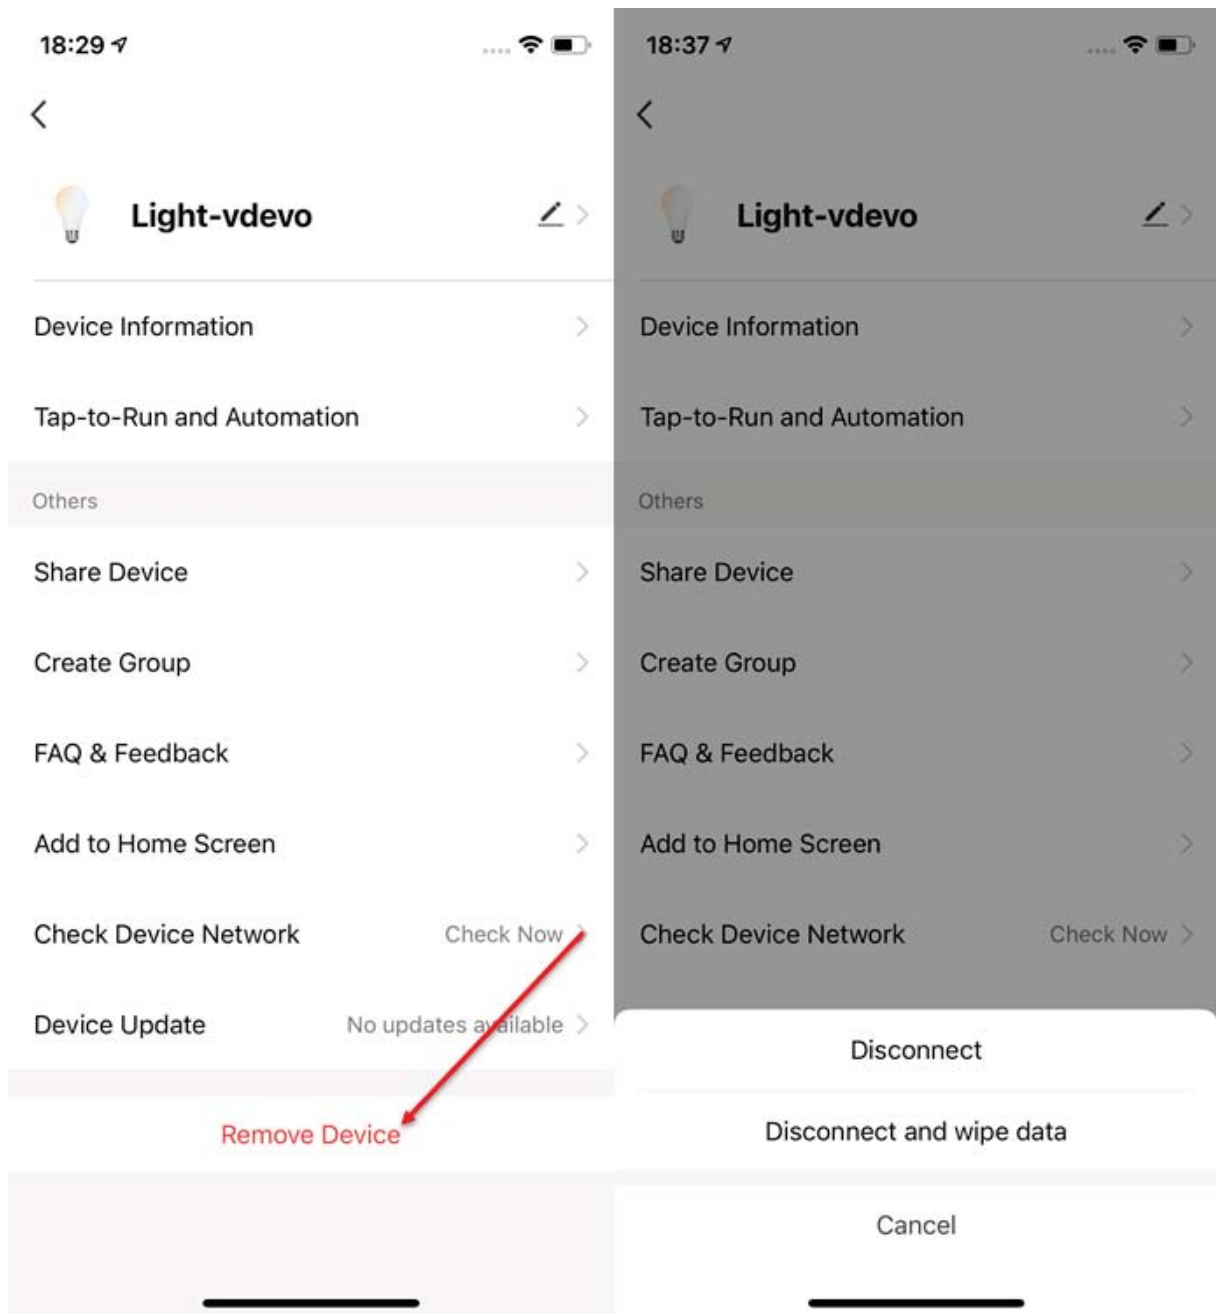 18:29
Light-vdevo
Device Information
Tap-to-Run and Automation
Others
Share Device
Create Group
FAQ & Feedback
Add to Home Screen
Check Device Network Check Now
Device Update No updates available
Remove Device
18:37
Light-vdevo
Device Information
Tap-to-Run and Automation
Others
Share Device
Create Group
FAQ & Feedback
Add to Home Screen
Check Device Network Check Now
Disconnect
Disconnect and wipe data
Cancel